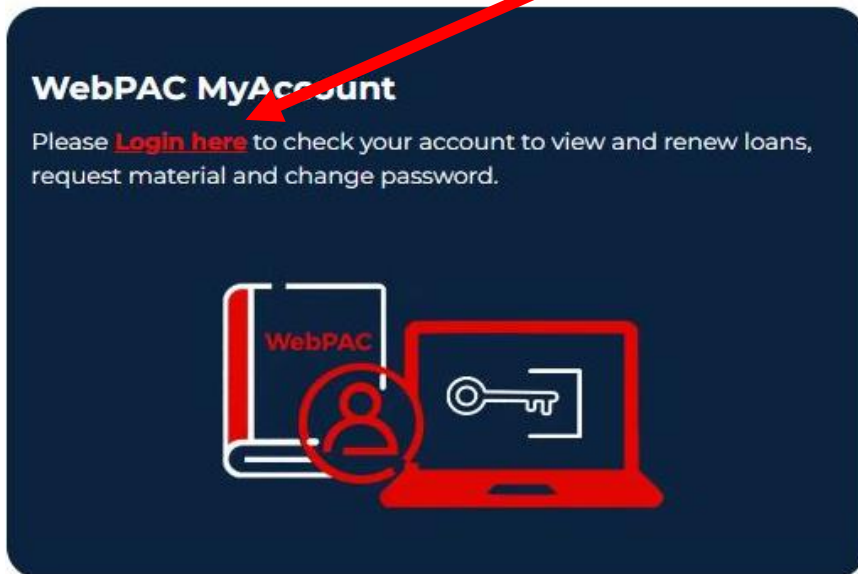 WebPAC MyAccount
Please Login here to check your account to view and renew loans,
request material and change password.
WebPAC